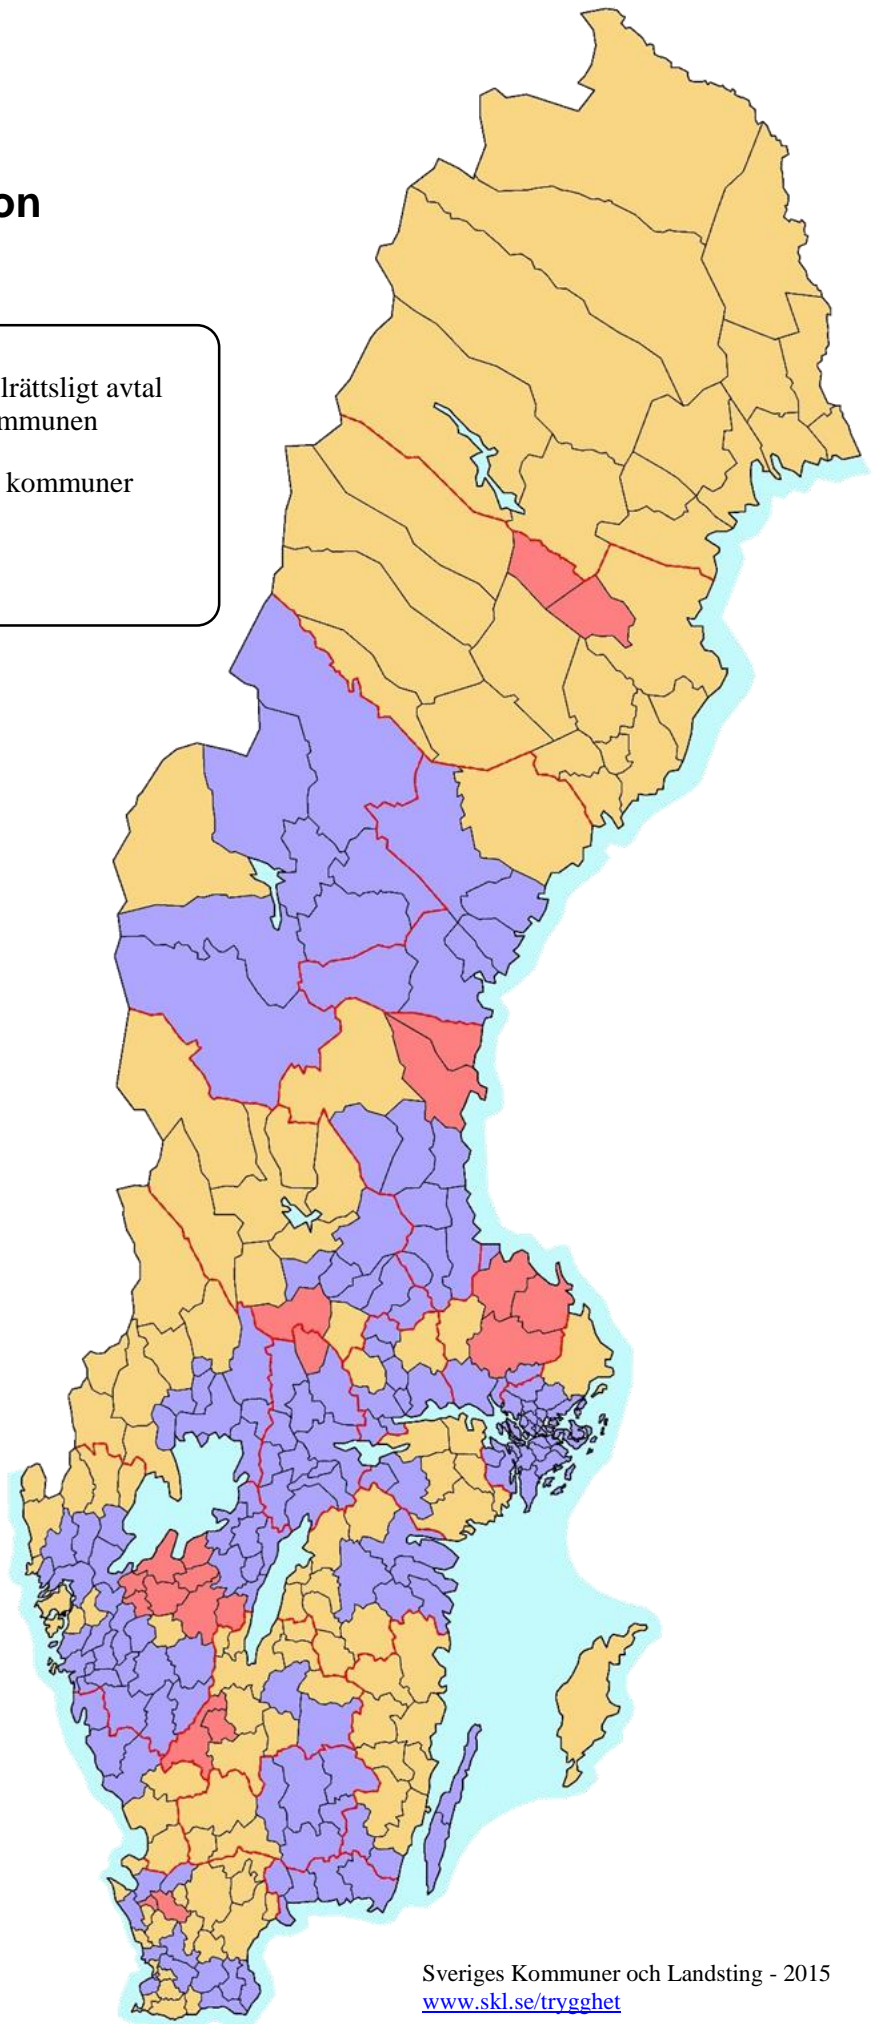 on
lrättsligt avtal
mmunen
kommuner
Sveriges Kommuner och Landsting - 2015
www.skl.se/trygghet